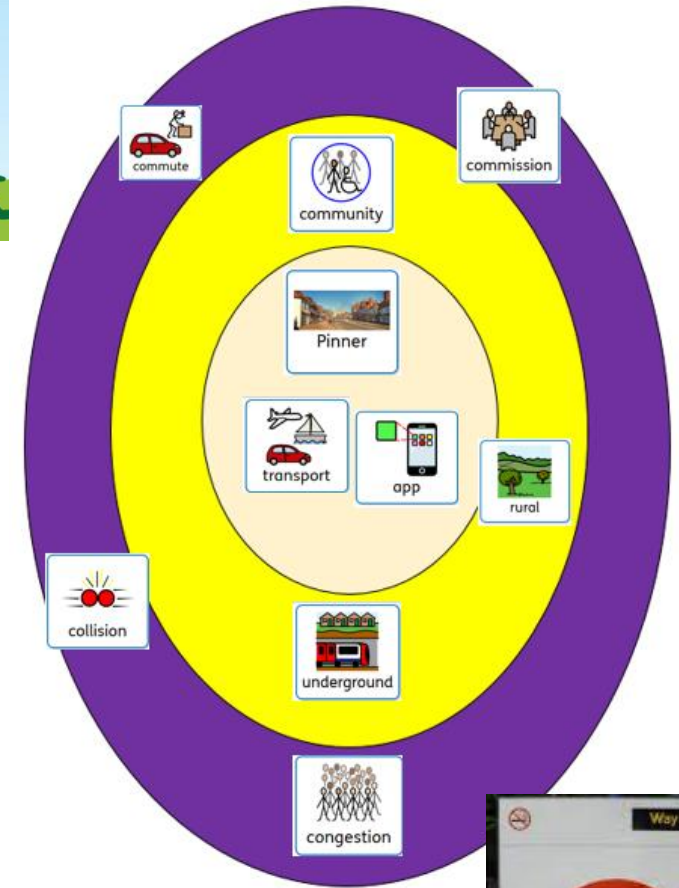 commute
commission
community
Pinner
transport
app
rural
collision
underground
congestion
Way